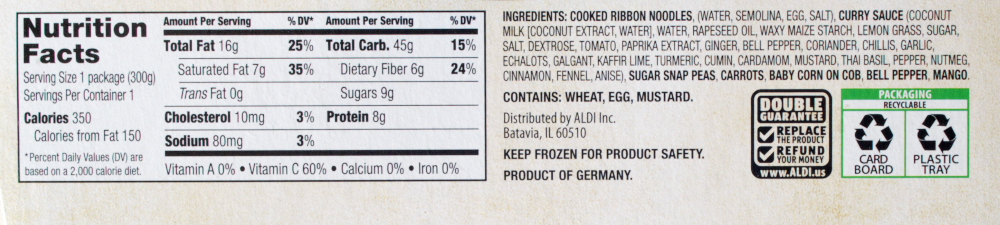 Nutrition
Facts
Serving Size 1 package (300g)
Servings Per Container 1
Calories 350
Calories from Fat 150
*Percent Daily Values (DV) are
based on a 2,000 calorie diet.
Amount Per Serving % DV* Amount Per Serving % DV*
Total Fat 16g 25% Total Carb. 45g 15%
Saturated Fat 7g 35% Dietary Fiber 6g 24%
Trans Fat 0g Sugars 9g
Cholesterol 10mg 3% Protein 8g
Sodium 80mg 3%
Vitamin A 0% • Vitamin C 60% • Calcium 0% • Iron 0%
INGREDIENTS: COOKED RIBBON NOODLES, (WATER, SEMOLINA, EGG, SALT), CURRY SAUCE (COCONUT
MILK [COCONUT EXTRACT, WATER], WATER, RAPESEED OIL, WAXY MAIZE STARCH, LEMON GRASS, SUGAR,
SALT, DEXTROSE, TOMATO, PAPRIKA EXTRACT, GINGER, BELL PEPPER, CORIANDER, CHILLIS, GARLIC,
ECHALOTS, GALGANT, KAFFIR LIME, TURMERIC, CUMIN, CARDAMOM, MUSTARD, THAI BASIL, PEPPER, NUTMEG,
CINNAMON, FENNEL, ANISE), SUGAR SNAP PEAS, CARROTS, BABY CORN ON COB, BELL PEPPER, MANGO.
CONTAINS: WHEAT, EGG, MUSTARD.
Distributed by ALDI Inc.
Batavia, IL 60510
KEEP FROZEN FOR PRODUCT SAFETY.
PRODUCT OF GERMANY.
DOUBLE
GUARANTEE
REPLACE
THE PRODUCT
REFUND
YOUR MONEY
www.ALDI.us
PACKAGING
RECYCLABLE
CARD
BOARD
PLASTIC
TRAY